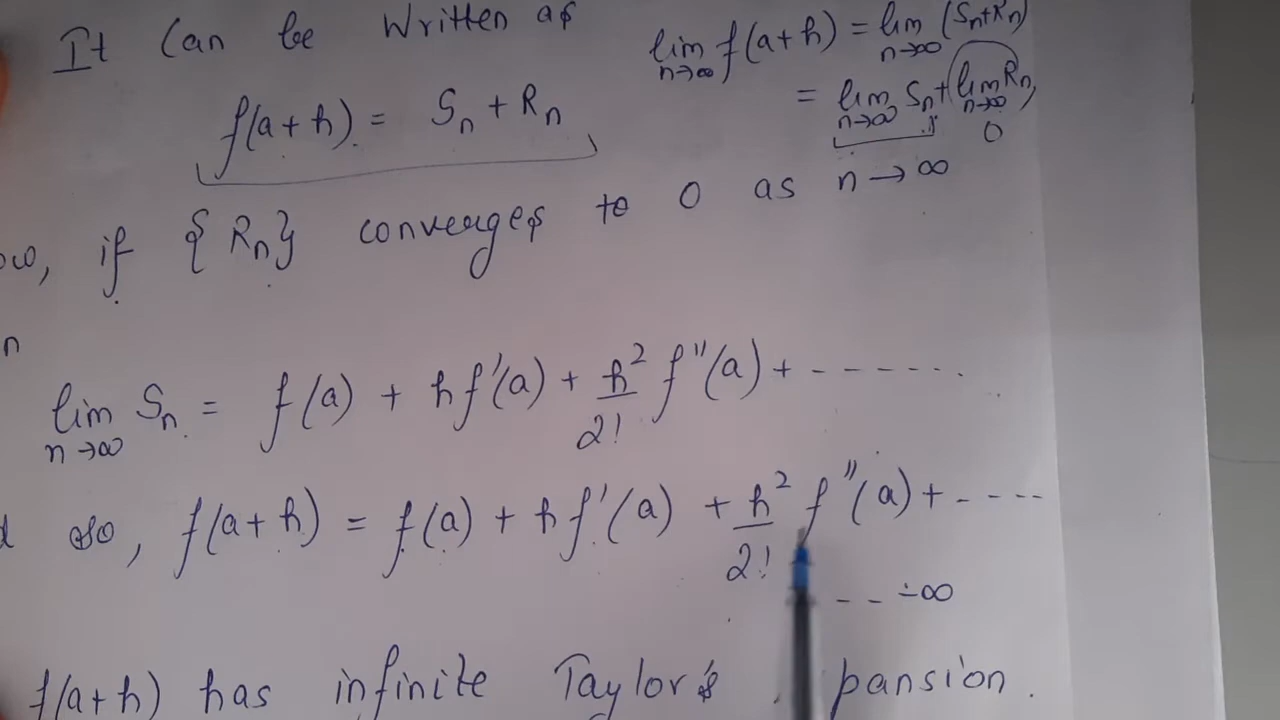 It can be written as
lim n→∞ f(a+h) = lim n→∞ (Sn+Rn)
= lim n→∞ Sn + (lim n→∞ Rn)
0
f(a+h) = Sn + Rn
if {Rn} converges to 0 as n → ∞
n
lim n→∞ Sn = f(a) + hf'(a) + h²/2! f''(a) + - - - - - - -
so, f(a+h) = f(a) + hf'(a) + h²/2! f''(a) + - - - -
- - - ∞
f(a+h) has infinite Taylor's pansion.